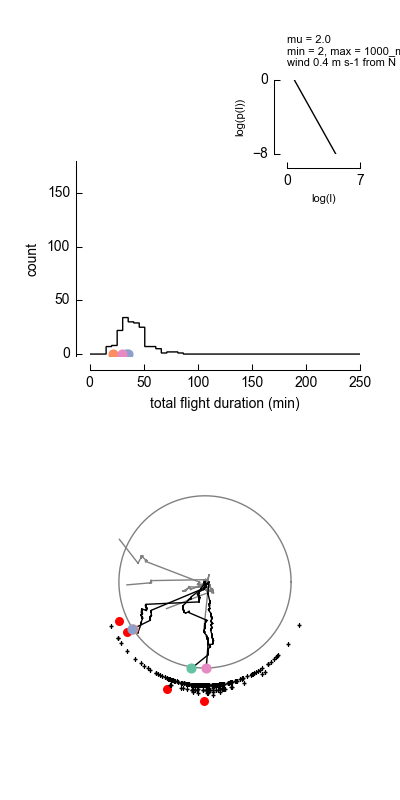 mu = 2.0
min = 2, max = 1000_m
wind 0.4 m s-1 from N
0
log(p(l))
−8
0 7
log(l)
150
100
50
0
count
0 50 100 150 200 250
total flight duration (min)